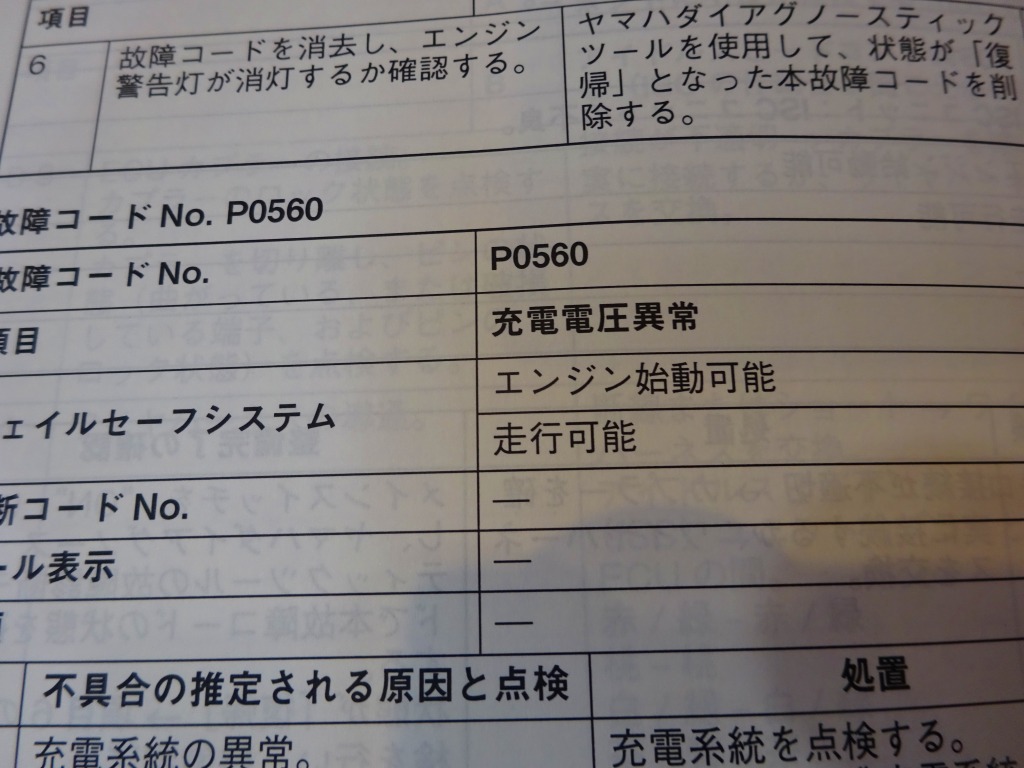 項目
6
故障コードを消去し、エンジン
警告灯が消灯するか確認する。
ヤマハダイアグノースティック
ツールを使用して、状態が「復
帰」となった本故障コードを削
除する。
故障コード No. P0560
故障コード No.
P0560
項目
充電電圧異常
ェイルセーフシステム
エンジン始動可能
走行可能
断コード No.
—
ール表示
—
—
不具合の推定される原因と点検
処置
充電系統の異常。
充電系統を点検する。